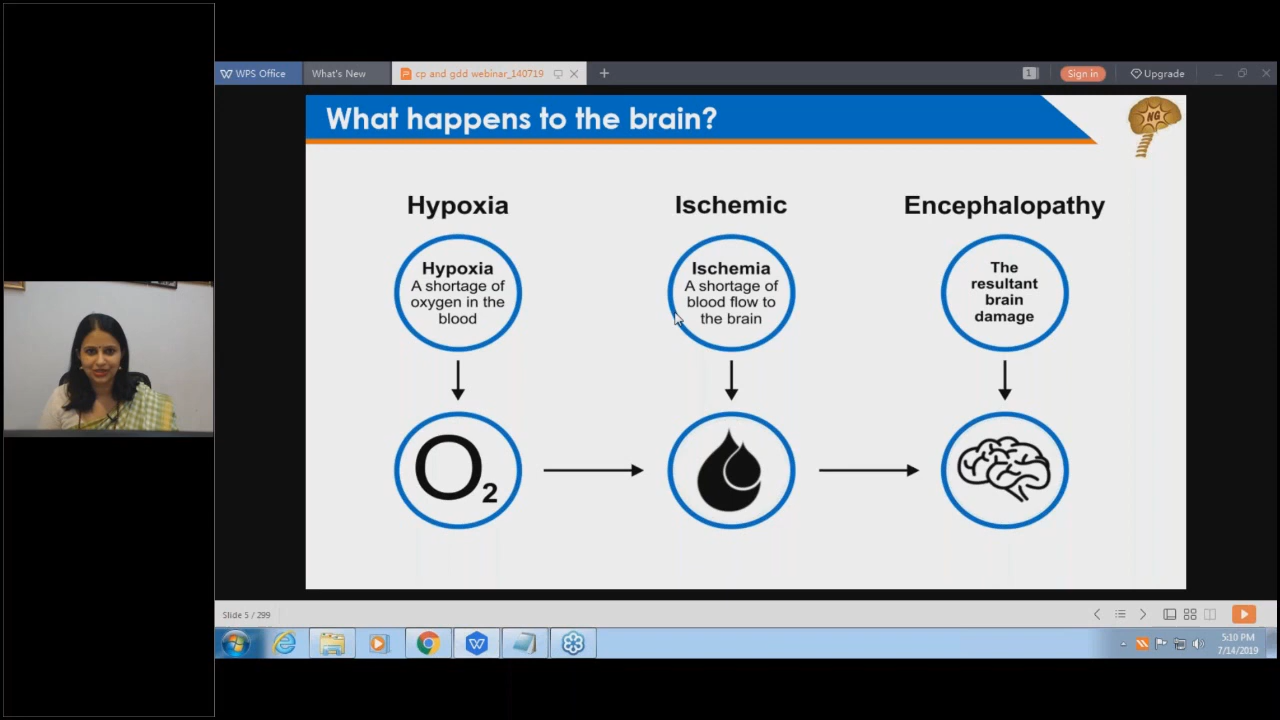 WPS Office
What's New
cp and gdd webinar_140719
1
Sign in
Upgrade
What happens to the brain?
NG
Hypoxia
Ischemic
Encephalopathy
Hypoxia
A shortage of
oxygen in the
blood
Ischemia
A shortage of
blood flow to
the brain
The
resultant
brain
damage
O2
Slide 5 / 299
5:10 PM
7/14/2019